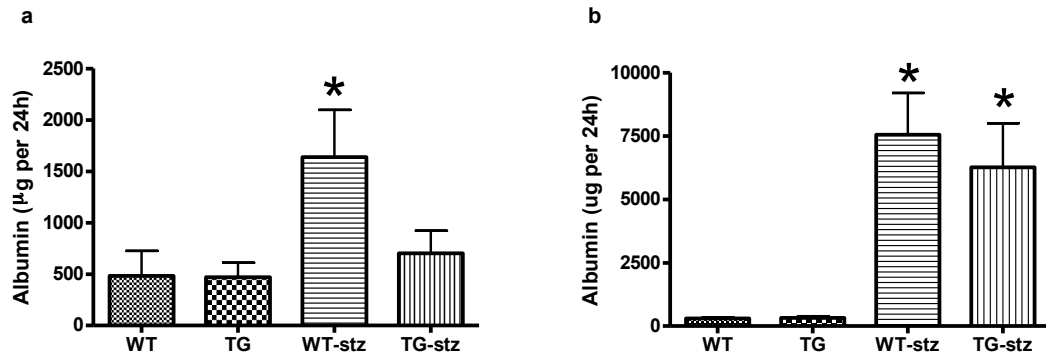 a
Albumin (µg per 24h)
2500
2000
1500
1000
500
0
*
WT
TG
WT-stz
TG-stz
b
Albumin (ug per 24h)
10000
7500
5000
2500
0
*
*
WT
TG
WT-stz
TG-stz